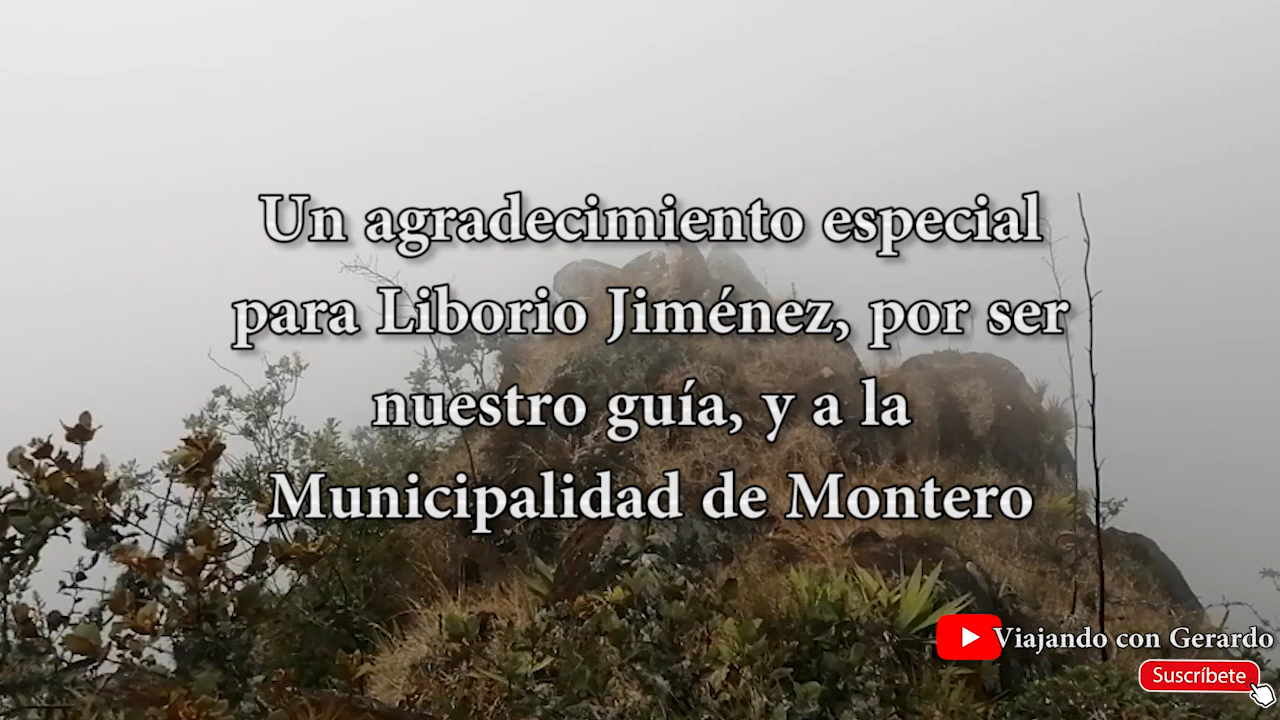 Un agradecimiento especial
para Liborio Jiménez, por ser
nuestro guía, y a la
Municipalidad de Montero
Viajando con Gerardo
Suscríbete